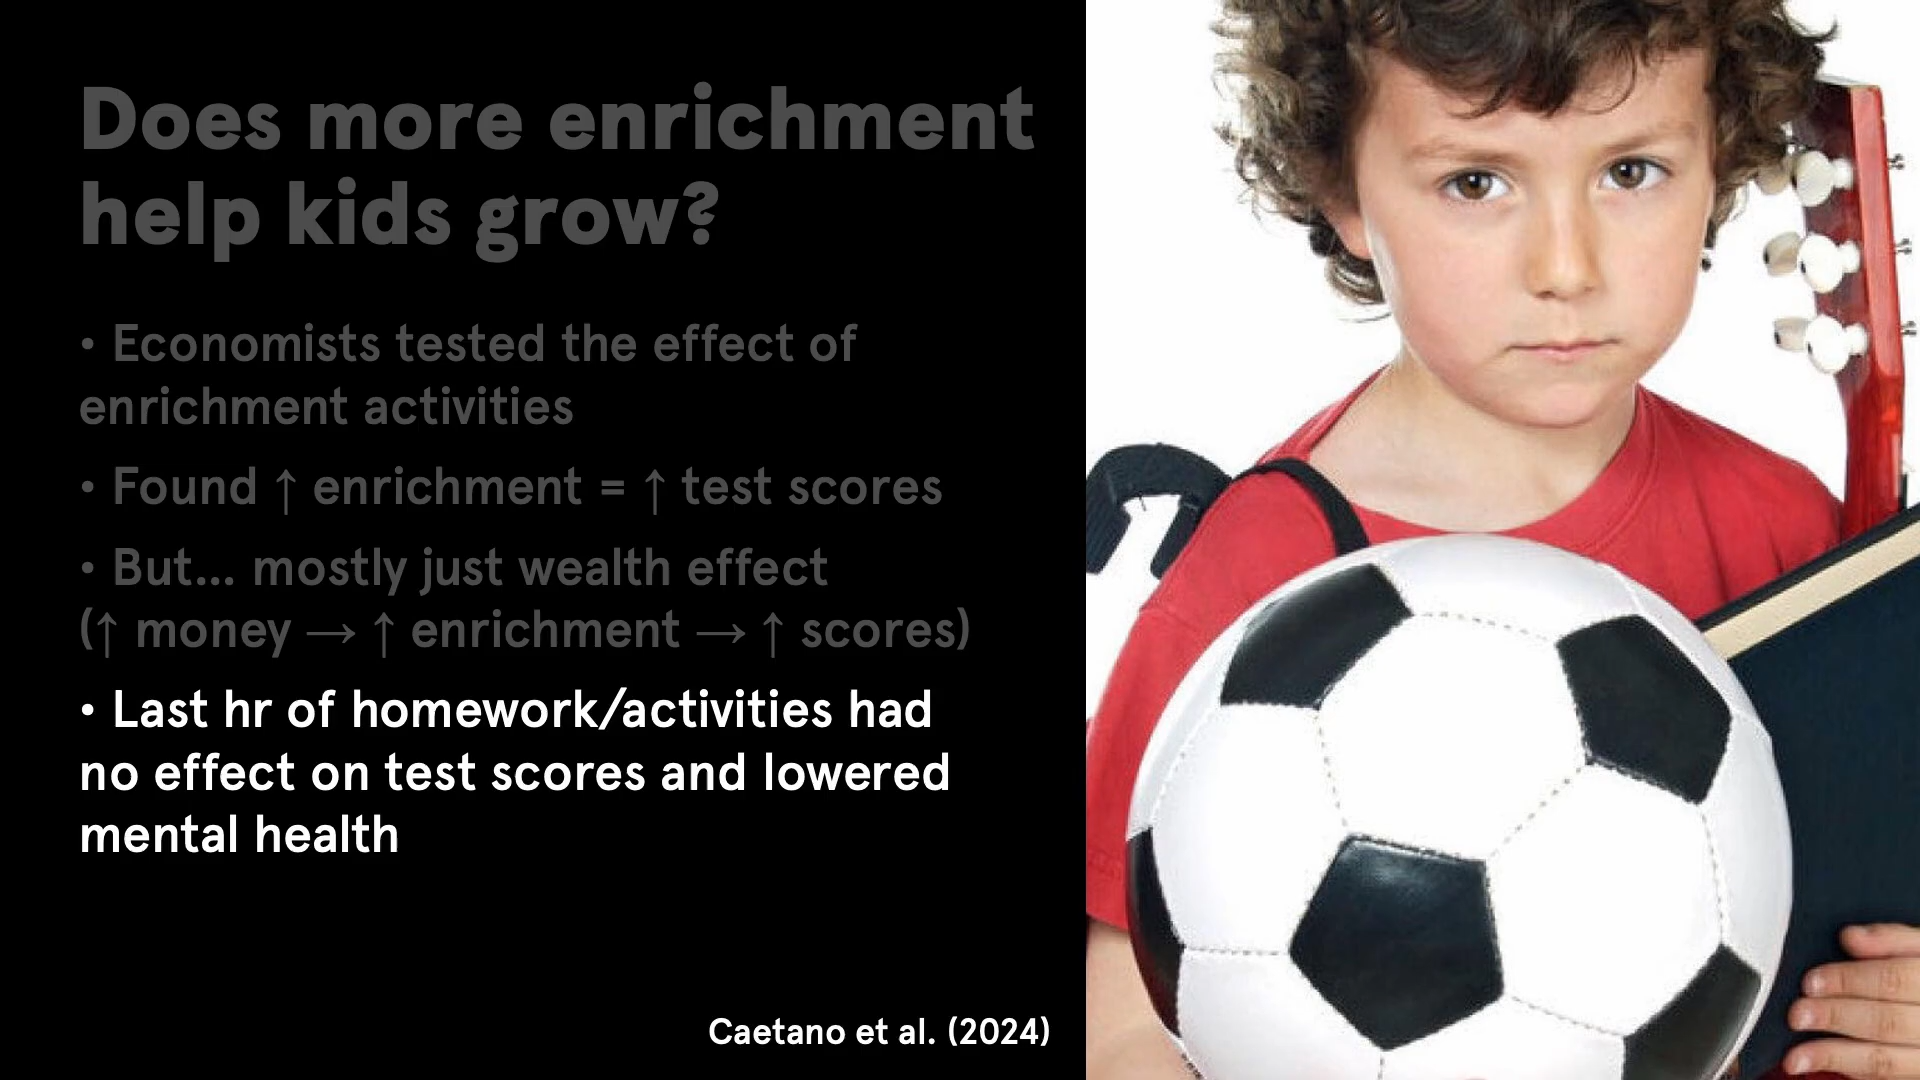 Does more enrichment
help kids grow?
• Economists tested the effect of
enrichment activities
• Found ↑ enrichment = ↑ test scores
• But... mostly just wealth effect
(↑ money → ↑ enrichment → ↑ scores)
• Last hr of homework/activities had
no effect on test scores and lowered
mental health
Caetano et al. (2024)